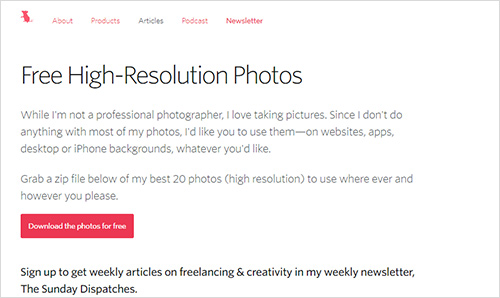 About Products Articles Podcast Newsletter
Free High-Resolution Photos
While I'm not a professional photographer, I love taking pictures. Since I don't do
anything with most of my photos, I'd like you to use them—on websites, apps,
desktop or iPhone backgrounds, whatever you'd like.
Grab a zip file below of my best 20 photos (high resolution) to use where ever and
however you please.
Download the photos for free
Sign up to get weekly articles on freelancing & creativity in my weekly newsletter,
The Sunday Dispatches.